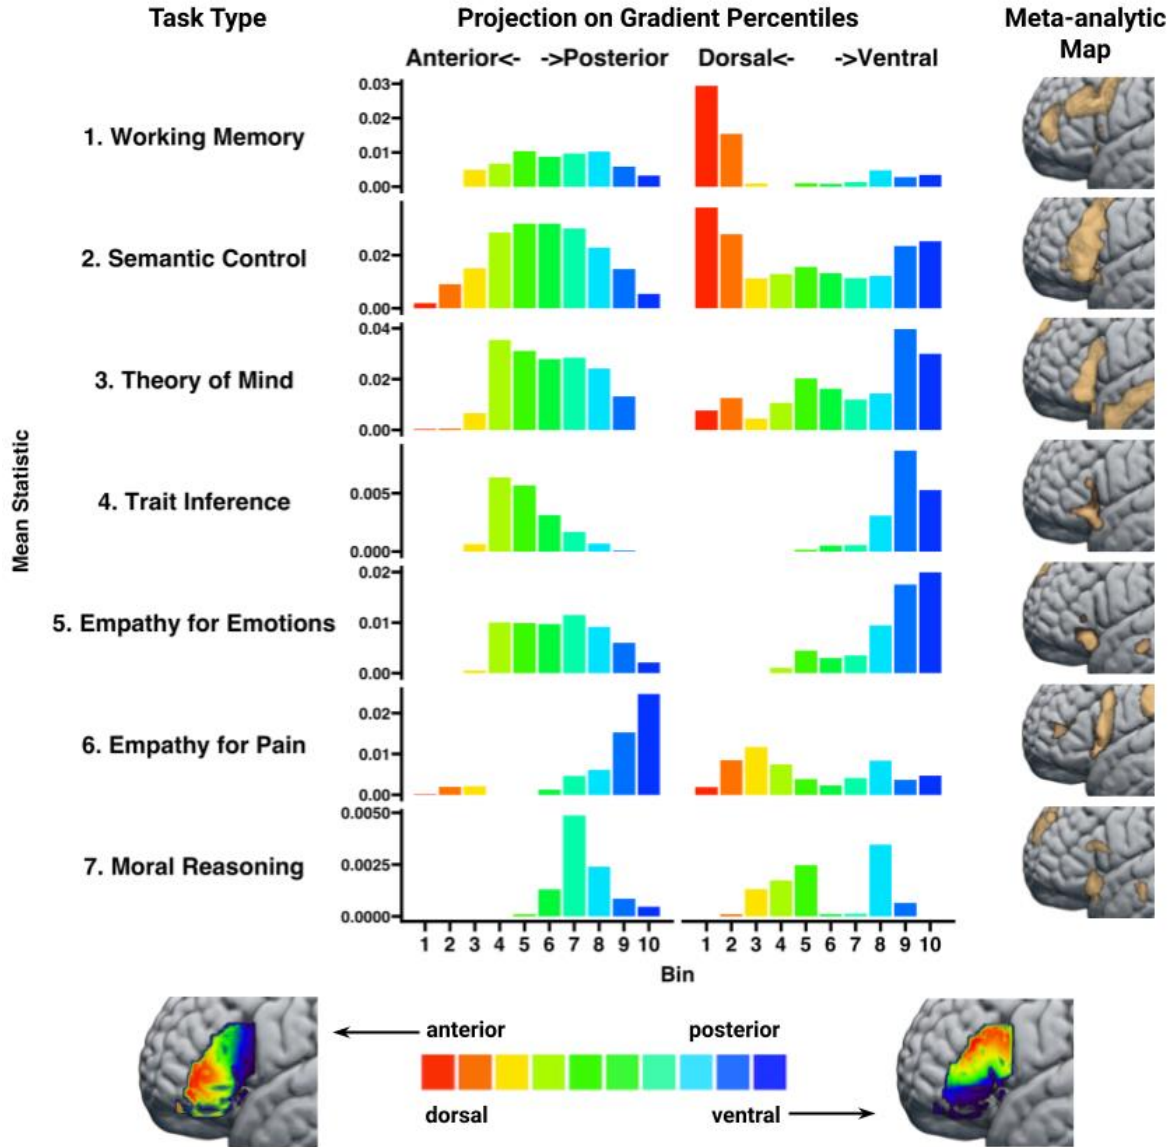 Task Type
Projection on Gradient Percentiles
Meta-analytic
Map
Anterior<- ->Posterior
Dorsal<- ->Ventral
Mean Statistic
1. Working Memory
0.03
0.02
0.01
0.00
2. Semantic Control
0.02
0.00
3. Theory of Mind
0.04
0.02
0.00
4. Trait Inference
0.005
0.000
5. Empathy for Emotions
0.02
0.01
0.00
6. Empathy for Pain
0.02
0.01
0.00
7. Moral Reasoning
0.0050
0.0025
0.0000
1 2 3 4 5 6 7 8 9 10
1 2 3 4 5 6 7 8 9 10
Bin
anterior posterior
dorsal ventral